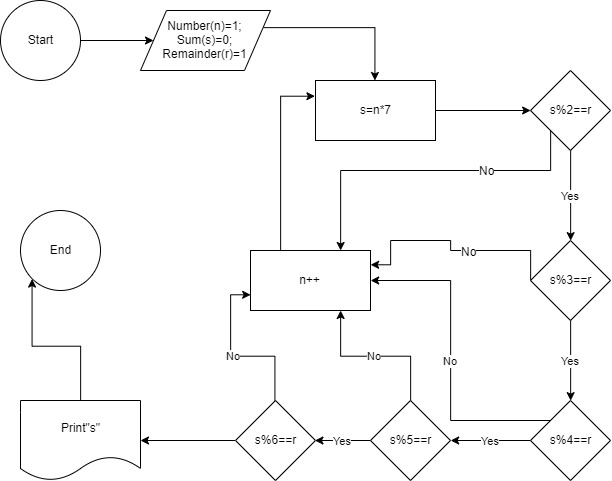 Start
Number(n)=1;
Sum(s)=0;
Remainder(r)=1
s=n*7
s%2==r
No
Yes
End
n++
No
s%3==r
No
No
No
Yes
Print"s"
s%6==r
Yes
s%5==r
Yes
s%4==r